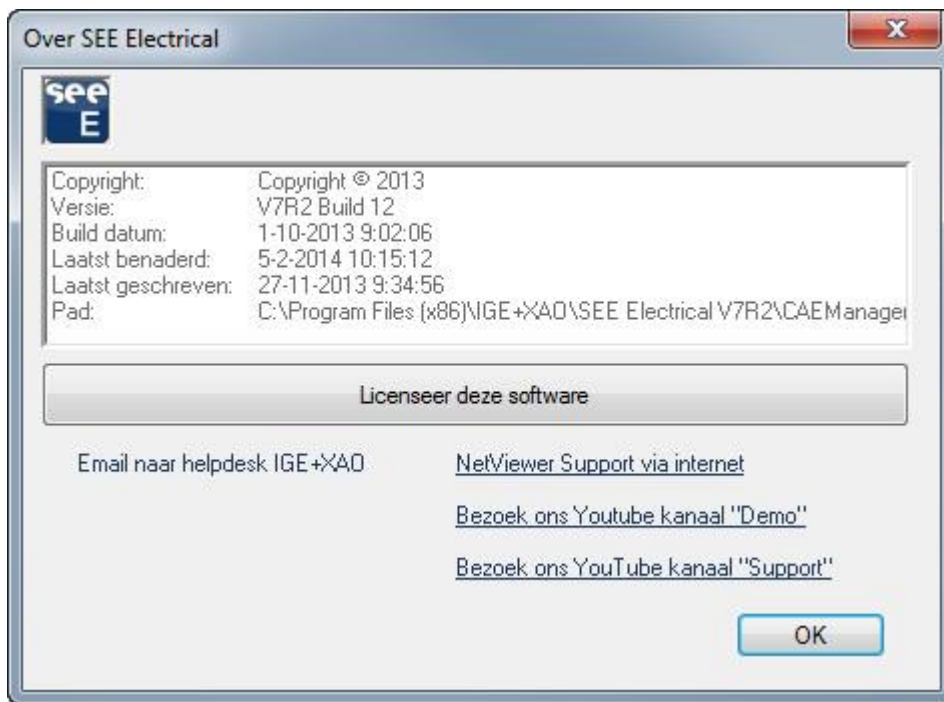 Over SEE Electrical
see
E
Copyright: Copyright © 2013
Versie: V7R2 Build 12
Build datum: 1-10-2013 9:02:06
Laatst benaderd: 5-2-2014 10:15:12
Laatst geschreven: 27-11-2013 9:34:56
Pad: C:\Program Files (x86)\IGE+XAO\SEE Electrical V7R2\CAEManager
Licenseer deze software
Email naar helpdesk IGE+XAO
NetViewer Support via internet
Bezoek ons Youtube kanaal "Demo"
Bezoek ons YouTube kanaal "Support"
OK